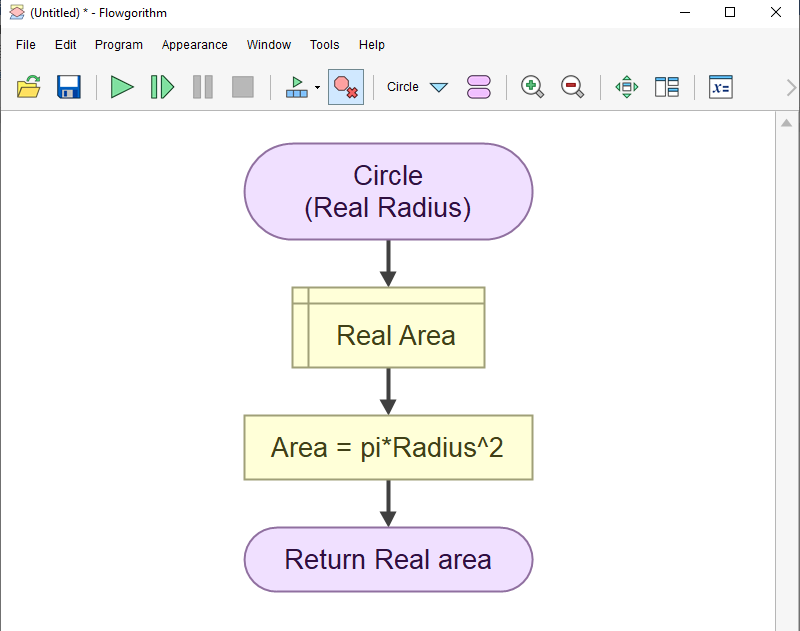 (Untitled) * - Flowgorithm
File Edit Program Appearance Window Tools Help
Circle
x=
Circle
(Real Radius)
Real Area
Area = pi*Radius^2
Return Real area